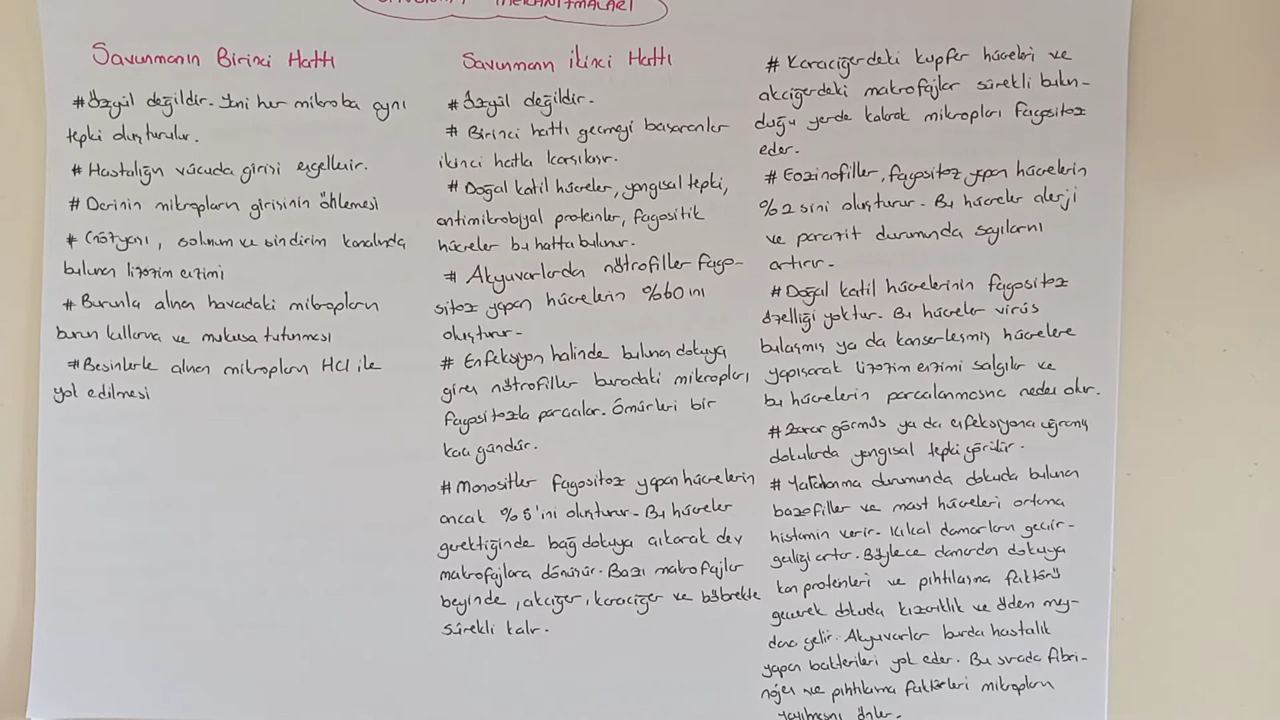 MEKANİZMALARI
Savunmanın Birinci Hattı
#Özgül değildir. Yani her mikroba aynı
tepki oluşturulur.
#Hastalığın vücuda girişi engellenir.
#Derinin mikropların girişinin önlemesi
#Gözyaşı, solunum ve sindirim kanalında
bulunan lizozim enzimi
#Burunla alınan havadaki mikropların
burun kıllarına ve mukusa tutunması
#Besinlerle alınan mikropların HCl ile
yok edilmesi
Savunmanın İkinci Hattı
#Özgül değildir.
#Birinci hattı geçmeyi başaranlar
ikinci hatla karşılaşır.
#Doğal katil hücreler, yangısal tepki,
antimikrobiyal proteinler, fagositik
hücreler bu hatta bulunur.
# Akyuvarlardan nötrofiller fago-
sitoz yapan hücrelerin %60 ını
oluşturur.
# Enfeksiyon halinde bulunan dokuya
giren nötrofiller buradaki mikropları
fagositozla parçalar. Ömürleri bir
kaç gündür.
#Monositler fagositoz yapan hücrelerin
ancak %5'ini oluşturur. Bu hücreler
gerektiğinde bağ dokuya çıkarak dev
makrofajlara dönüşür. Bazı makrofajlar
beyinde, akciğer, karaciğer ve böbrekte
sürekli kalır.
#Karaciğerdeki kupfer hücreleri ve
akciğerdeki makrofajlar sürekli bulun-
duğu yerde kalarak mikropları fagositoz
eder.
#Eozinofiller, fagositoz yapan hücrelerin
%2 sini oluşturur. Bu hücreler alerji
ve parazit durumunda sayılarını
artırır.
#Doğal katil hücrelerinin fagositoz
özelliği yoktur. Bu hücreler virüs
bulaşmış ya da kanserleşmiş hücrelere
yapışarak lizozim enzimi salgılar ve
bu hücrelerin parçalanmasına neden olur.
#Zarar görmüş ya da enfeksiyona uğramış
dokularda yangısal tepki görülür.
# Yaralanma durumunda dokuda bulunan
bazofiller ve mast hücreleri ortama
histamin verir. Kılcal damarların geçir-
genliği artar. Böylece damardan dokuya
kan proteinleri ve pıhtılaşma faktörü
geçerek dokuda kızarıklık ve ödem mey-
dana gelir. Akyuvarlar burda hastalık
yapan bakterileri yok eder. Bu sırada fibri-
nojen ve pıhtılaşma faktörleri mikropların
yayılmasını önler.